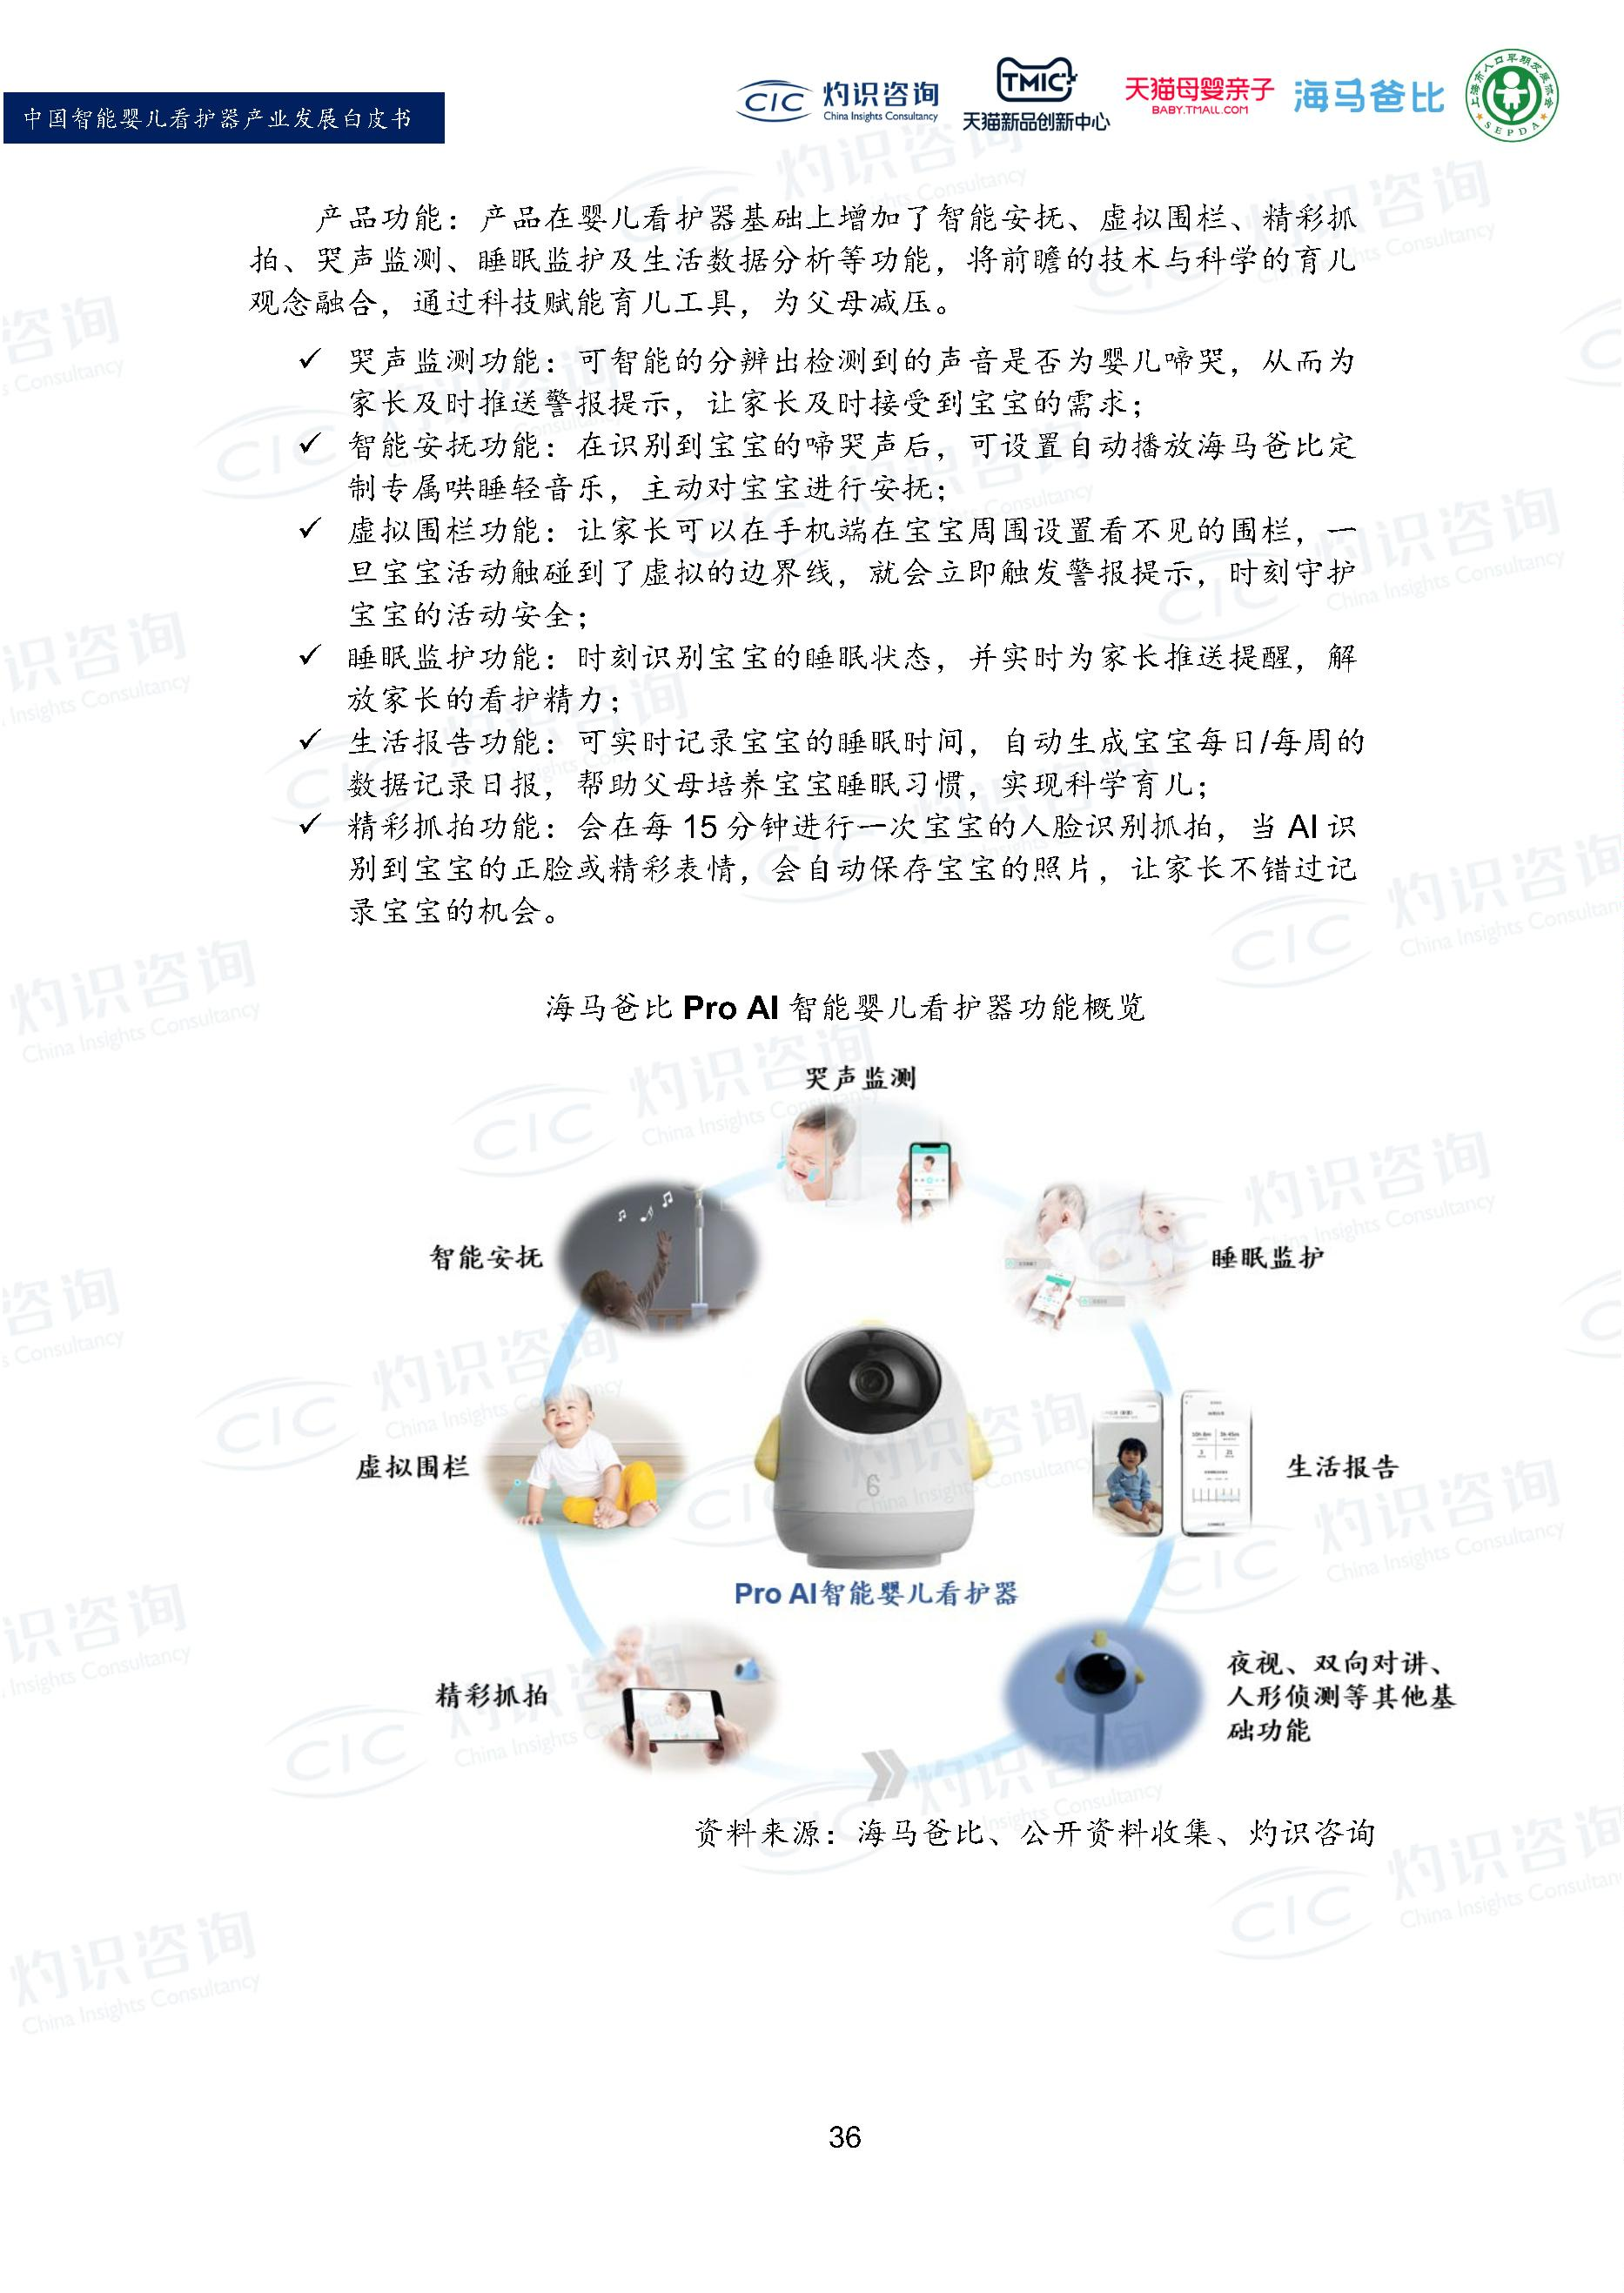 中国智能婴儿看护器产业发展白皮书
CIC 灼识咨询
China Insights Consultancy
TMIC
天猫新品创新中心
天猫母婴亲子
BABY.TMALL.COM
海马爸比
上海市人口早期发展协会
SEPDA
产品功能：产品在婴儿看护器基础上增加了智能安抚、虚拟围栏、精彩抓
拍、哭声监测、睡眠监护及生活数据分析等功能，将前瞻的技术与科学的育儿
观念融合，通过科技赋能育儿工具，为父母减压。
✓ 哭声监测功能：可智能的分辨出检测到的声音是否为婴儿啼哭，从而为
家长及时推送警报提示，让家长及时接受到宝宝的需求；
✓ 智能安抚功能：在识别到宝宝的啼哭声后，可设置自动播放海马爸比定
制专属哄睡轻音乐，主动对宝宝进行安抚；
✓ 虚拟围栏功能：让家长可以在手机端在宝宝周围设置看不见的围栏，一
旦宝宝活动触碰到了虚拟的边界线，就会立即触发警报提示，时刻守护
宝宝的活动安全；
✓ 睡眠监护功能：时刻识别宝宝的睡眠状态，并实时为家长推送提醒，解
放家长的看护精力；
✓ 生活报告功能：可实时记录宝宝的睡眠时间，自动生成宝宝每日/每周的
数据记录日报，帮助父母培养宝宝睡眠习惯，实现科学育儿；
✓ 精彩抓拍功能：会在每 15 分钟进行一次宝宝的人脸识别抓拍，当 AI 识
别到宝宝的正脸或精彩表情，会自动保存宝宝的照片，让家长不错过记
录宝宝的机会。
海马爸比 Pro AI 智能婴儿看护器功能概览
哭声监测
智能安抚
睡眠监护
虚拟围栏
生活报告
Pro AI智能婴儿看护器
精彩抓拍
夜视、双向对讲、
人形侦测等其他基
础功能
资料来源：海马爸比、公开资料收集、灼识咨询
36